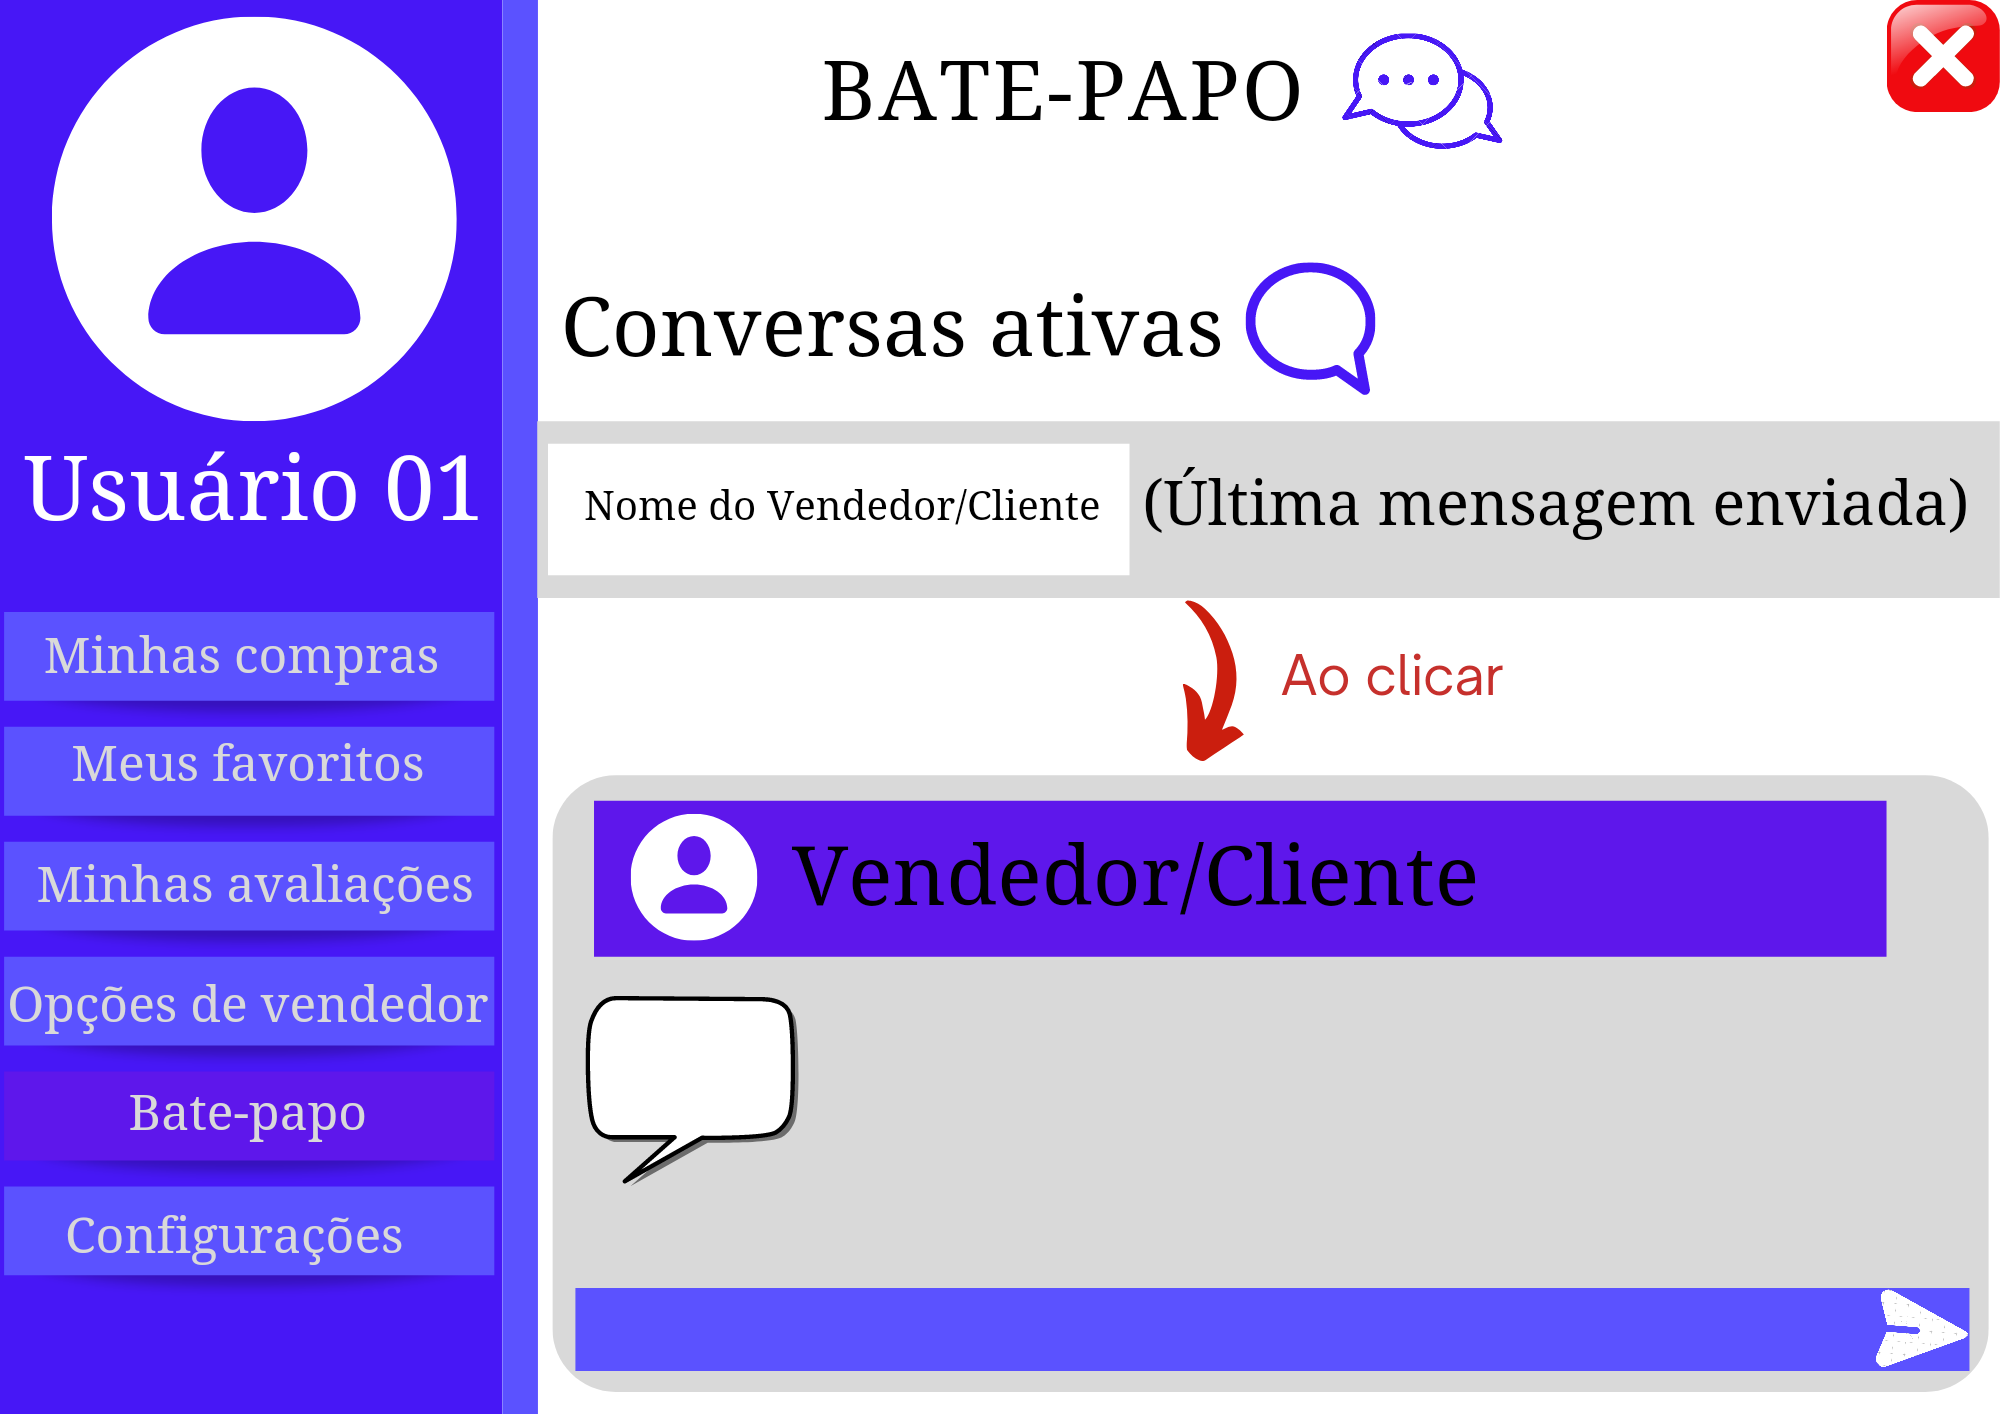 Usuário 01
Minhas compras
Meus favoritos
Minhas avaliações
Opções de vendedor
Bate-papo
Configurações
BATE-PAPO
Conversas ativas
Nome do Vendedor/Cliente
(Última mensagem enviada)
Ao clicar
Vendedor/Cliente